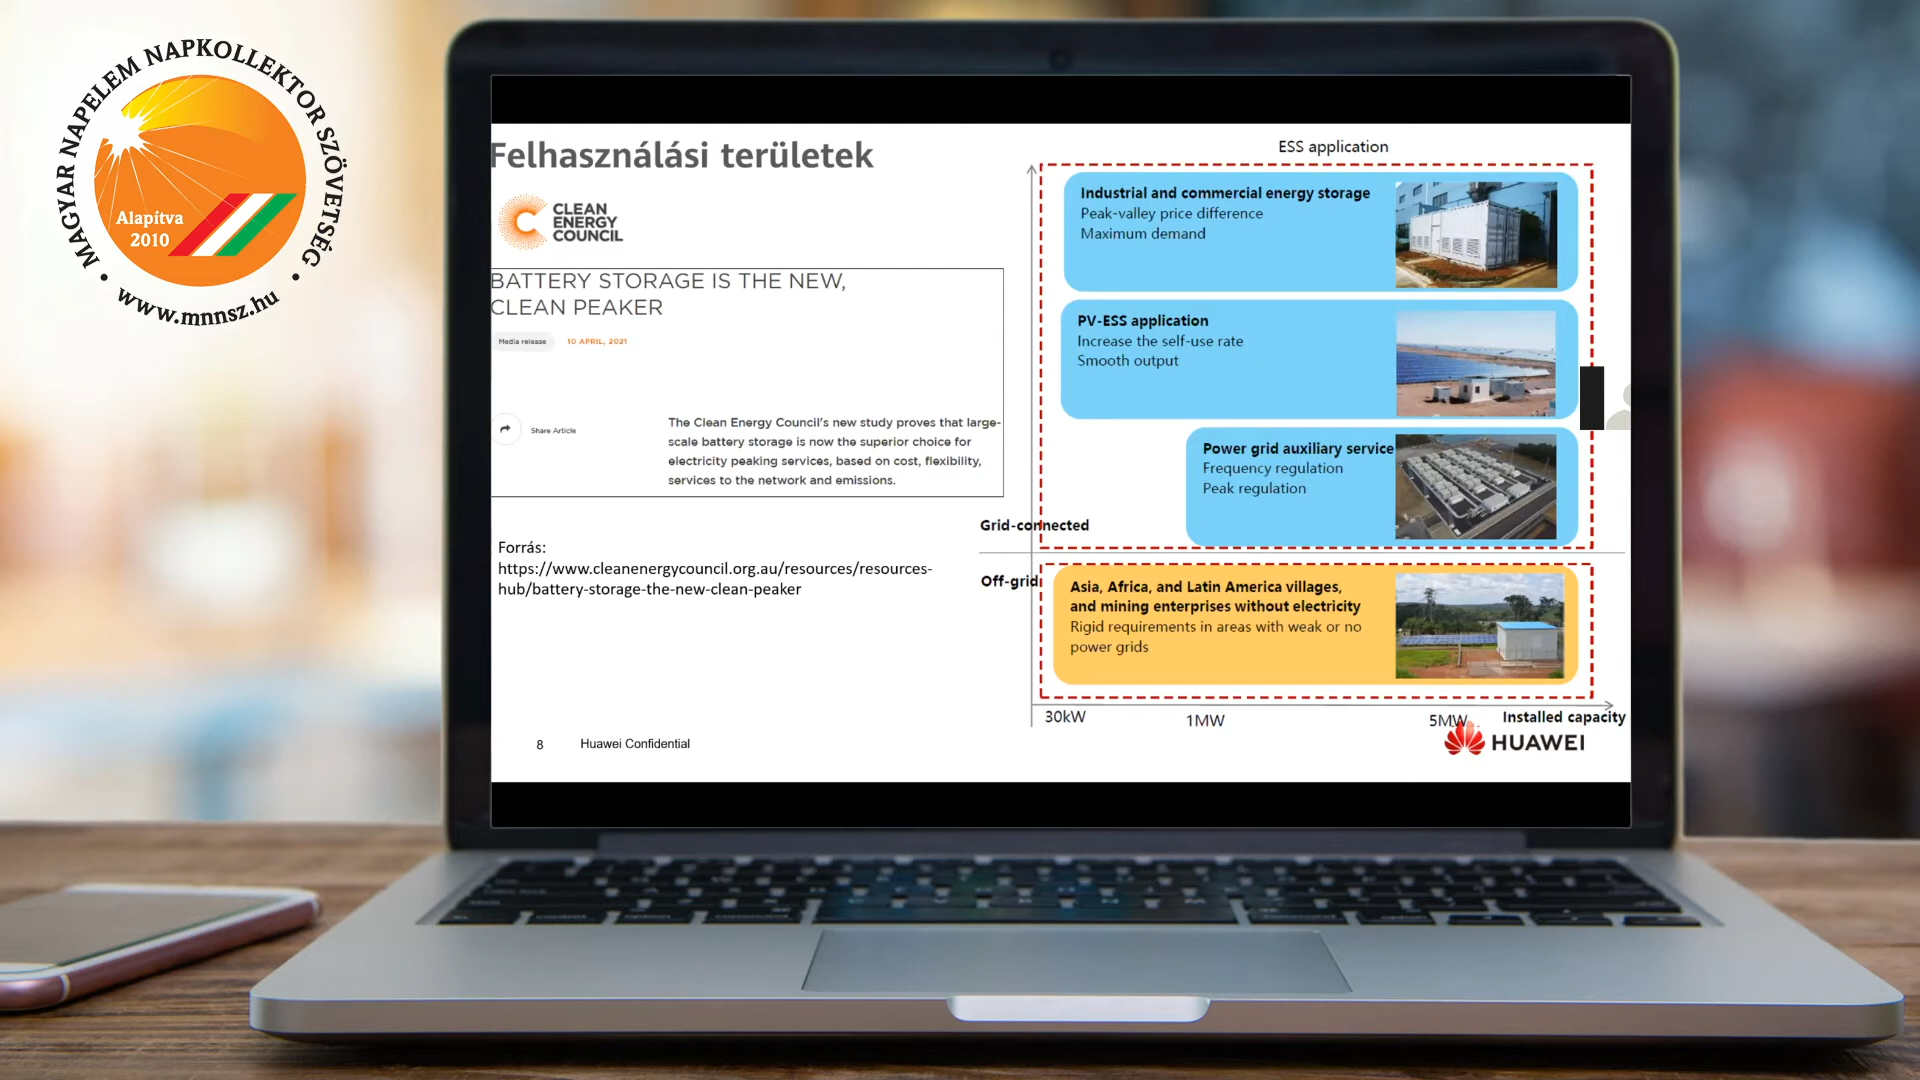 MAGYAR NAPELEM NAPKOLLEKTOR SZÖVETSÉG
Alapítva
2010
www.mnnsz.hu
Felhasználási területek
CLEAN
ENERGY
COUNCIL
BATTERY STORAGE IS THE NEW,
CLEAN PEAKER
Media release
10 APRIL, 2021
Share Article
The Clean Energy Council's new study proves that large-
scale battery storage is now the superior choice for
electricity peaking services, based on cost, flexibility,
services to the network and emissions.
Forrás:
https://www.cleanenergycouncil.org.au/resources/resources-
hub/battery-storage-the-new-clean-peaker
8
Huawei Confidential
ESS application
Industrial and commercial energy storage
Peak-valley price difference
Maximum demand
PV-ESS application
Increase the self-use rate
Smooth output
Power grid auxiliary service
Frequency regulation
Peak regulation
Grid-connected
Off-grid
Asia, Africa, and Latin America villages,
and mining enterprises without electricity
Rigid requirements in areas with weak or no
power grids
30kW
1MW
5MW
Installed capacity
HUAWEI